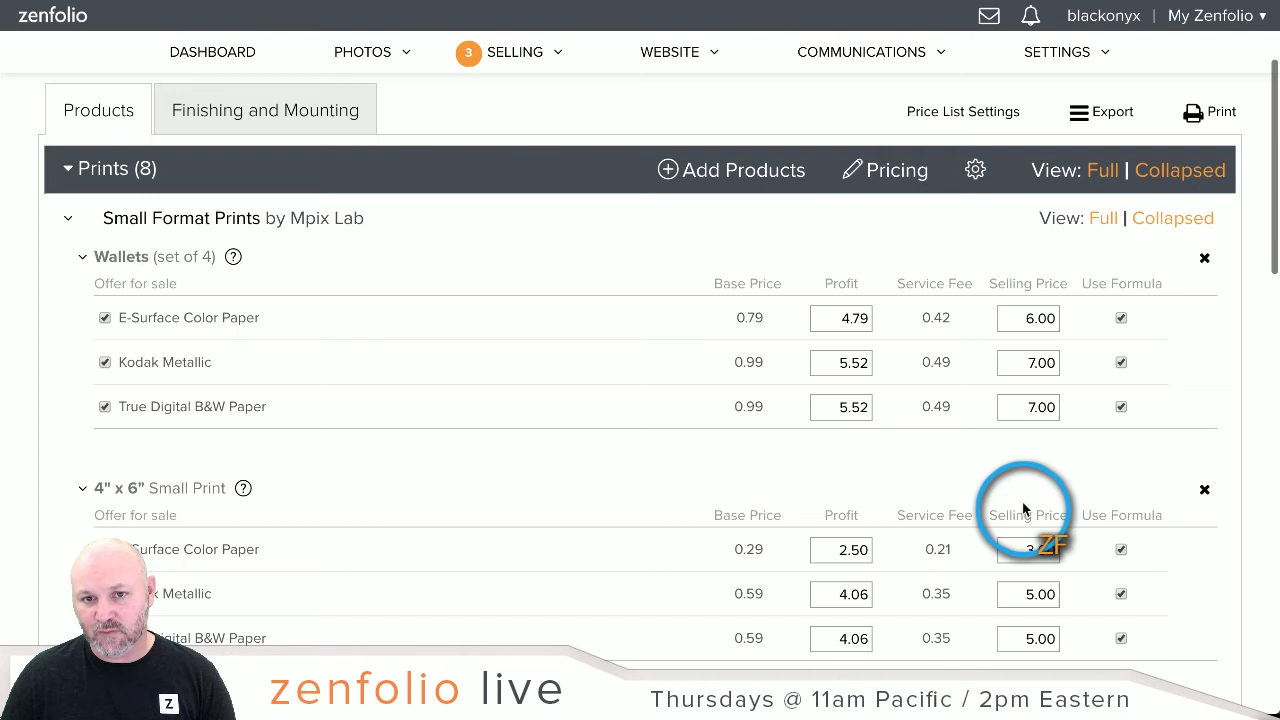 zenfolio blackonyx | My Zenfolio ▾
DASHBOARD PHOTOS 3 SELLING WEBSITE COMMUNICATIONS SETTINGS
Products Finishing and Mounting Price List Settings Export Print
Prints (8) Add Products Pricing View: Full | Collapsed
Small Format Prints by Mpix Lab View: Full | Collapsed
Wallets (set of 4) ?
Offer for sale Base Price Profit Service Fee Selling Price Use Formula
E-Surface Color Paper 0.79 4.79 0.42 6.00
Kodak Metallic 0.99 5.52 0.49 7.00
True Digital B&W Paper 0.99 5.52 0.49 7.00
4" x 6" Small Print ?
Offer for sale Base Price Profit Service Fee Selling Price Use Formula
Surface Color Paper 0.29 2.50 0.21 ZF
k Metallic 0.59 4.06 0.35 5.00
igital B&W Paper 0.59 4.06 0.35 5.00
Z
zenfolio live Thursdays @ 11am Pacific / 2pm Eastern